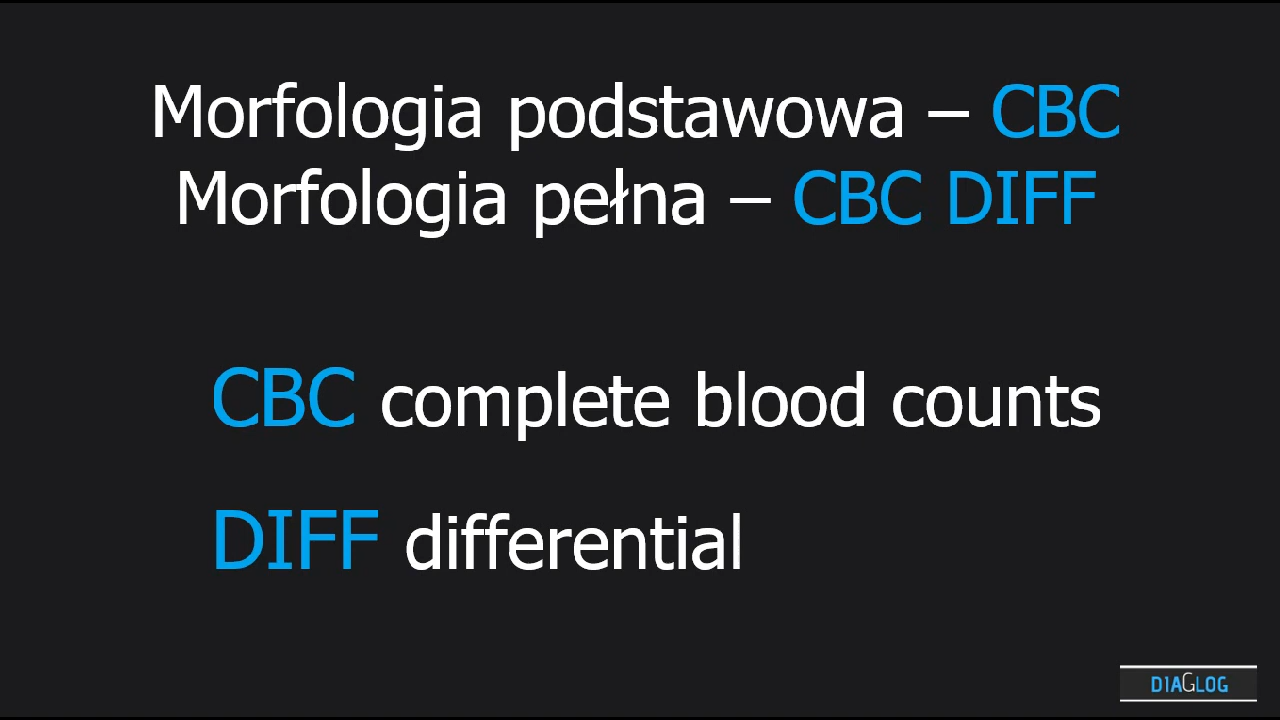 Morfologia podstawowa – CBC
Morfologia pełna – CBC DIFF
CBC complete blood counts
DIFF differential
DIAGLOG